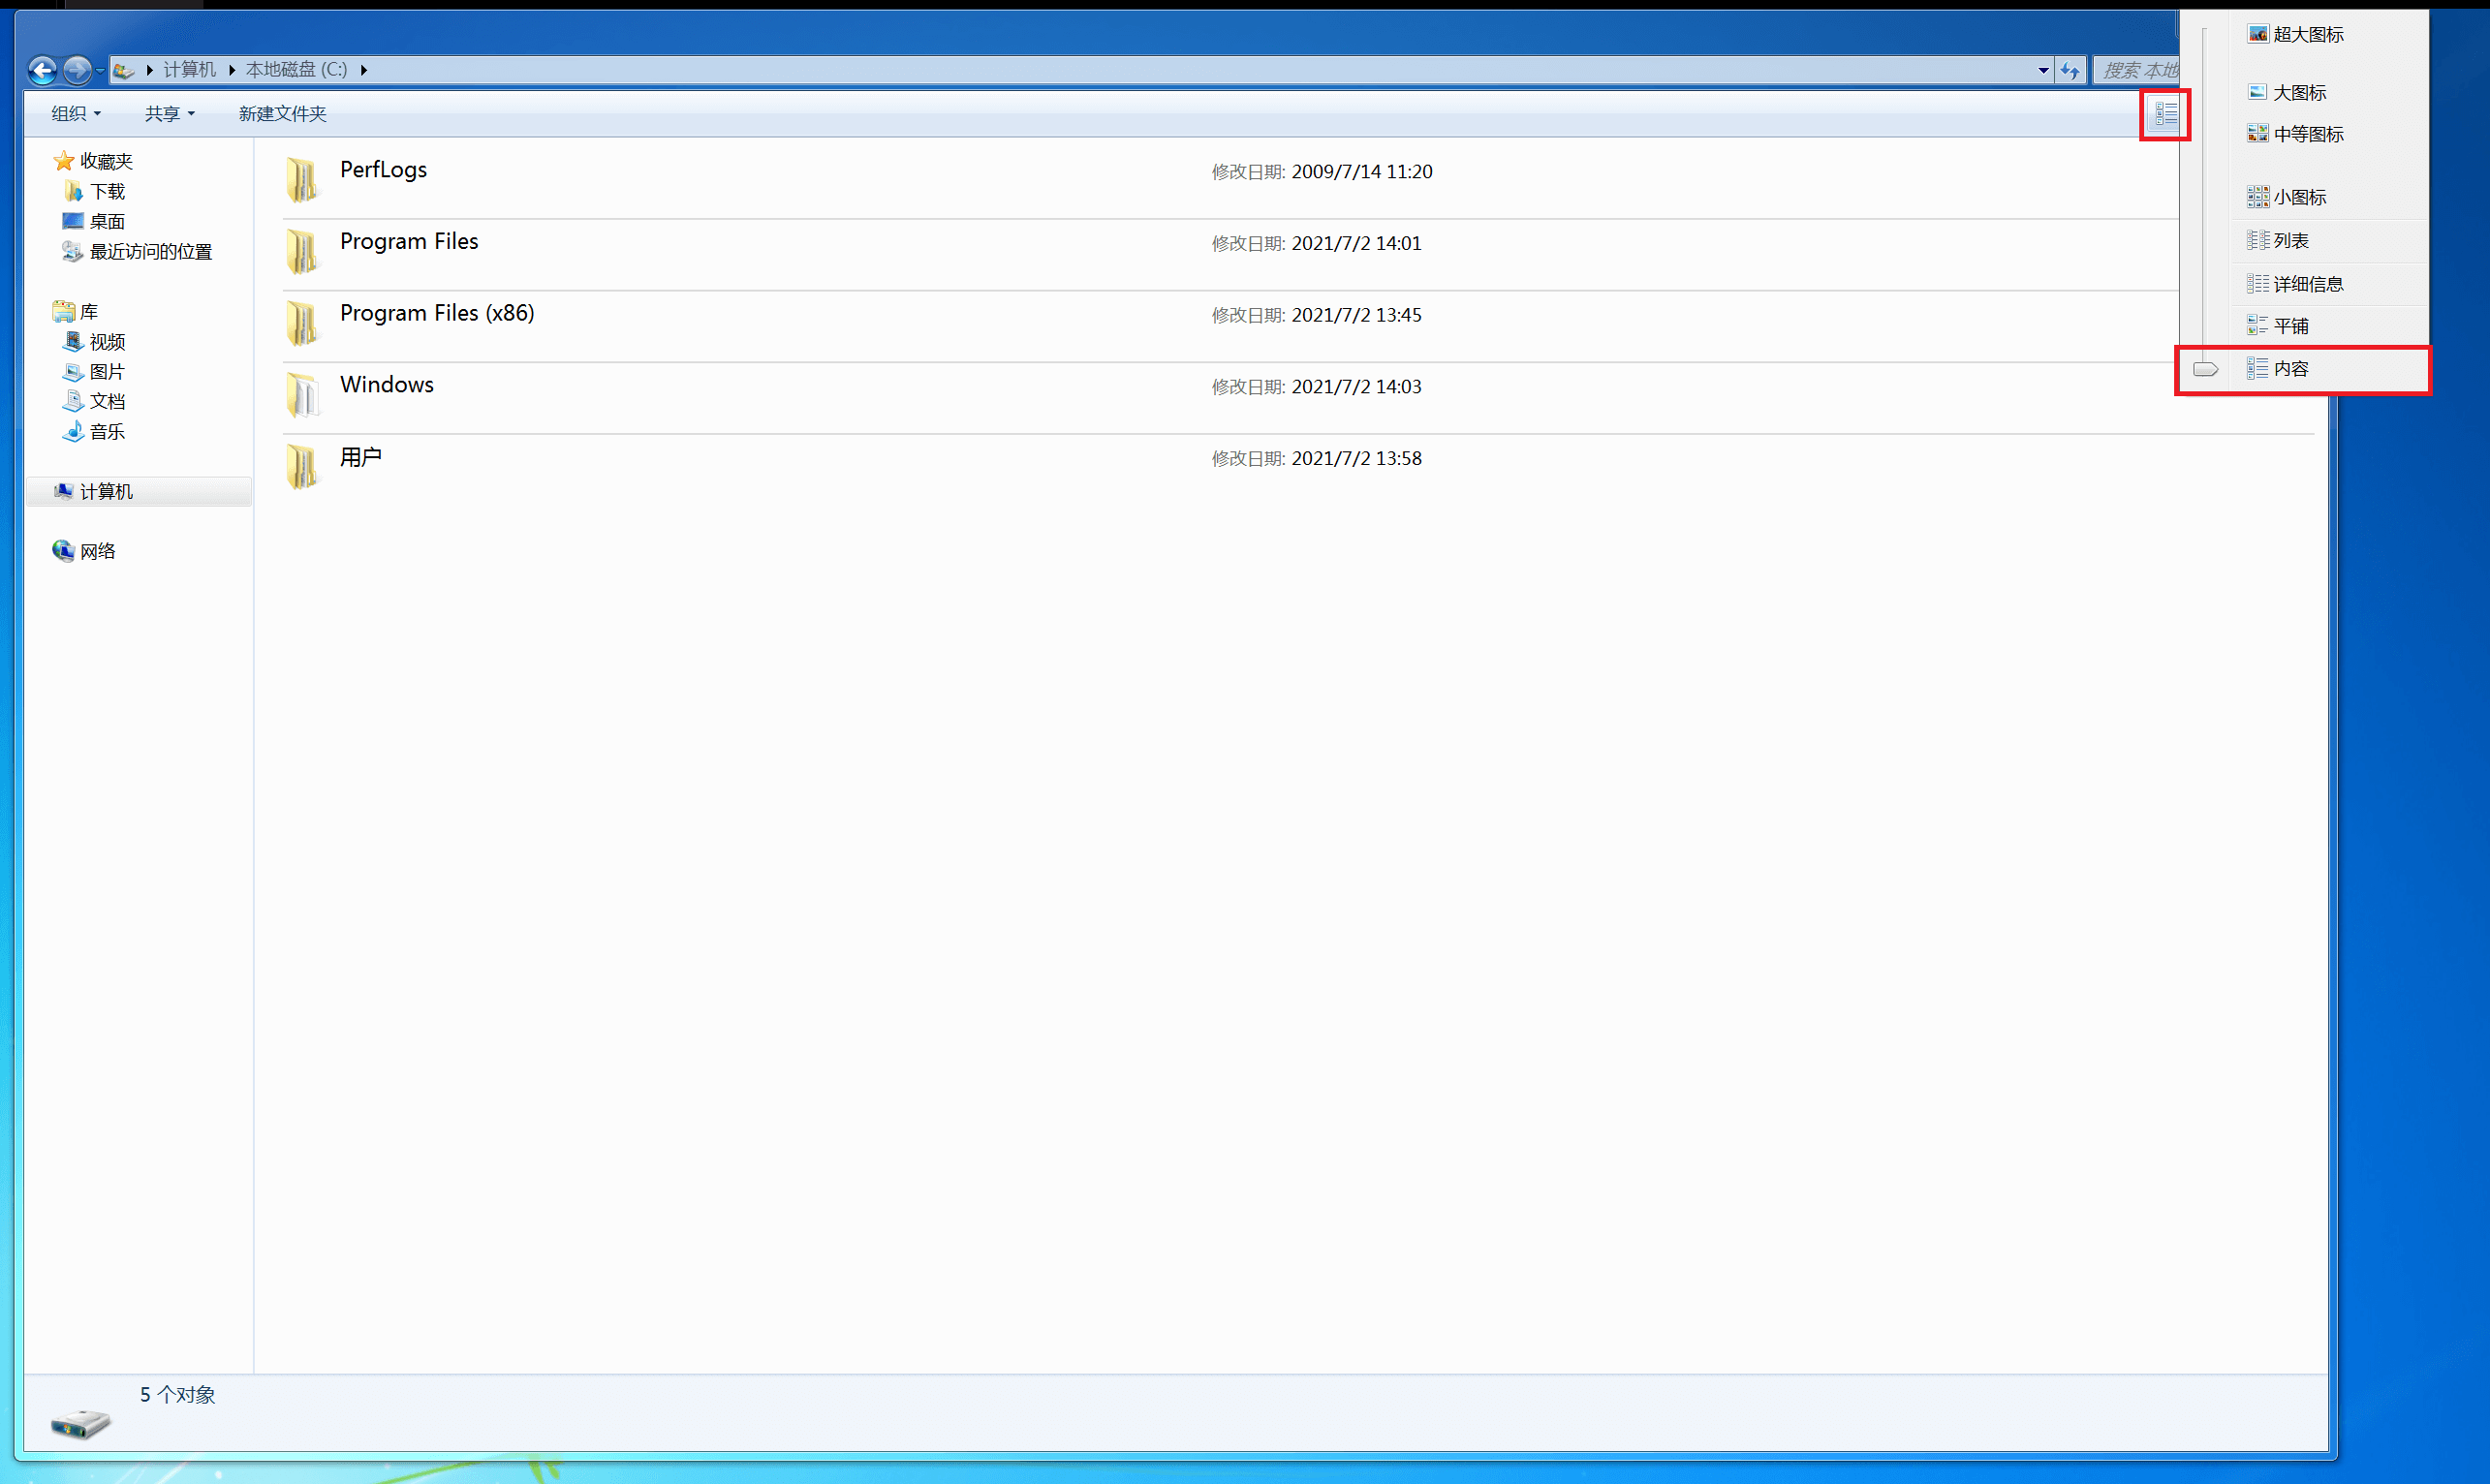 计算机 本地磁盘 (C:)
搜索 本地
组织 共享 新建文件夹
收藏夹
下载
桌面
最近访问的位置
库
视频
图片
文档
音乐
计算机
网络
PerfLogs 修改日期: 2009/7/14 11:20
Program Files 修改日期: 2021/7/2 14:01
Program Files (x86) 修改日期: 2021/7/2 13:45
Windows 修改日期: 2021/7/2 14:03
用户 修改日期: 2021/7/2 13:58
超大图标
大图标
中等图标
小图标
列表
详细信息
平铺
内容
5 个对象